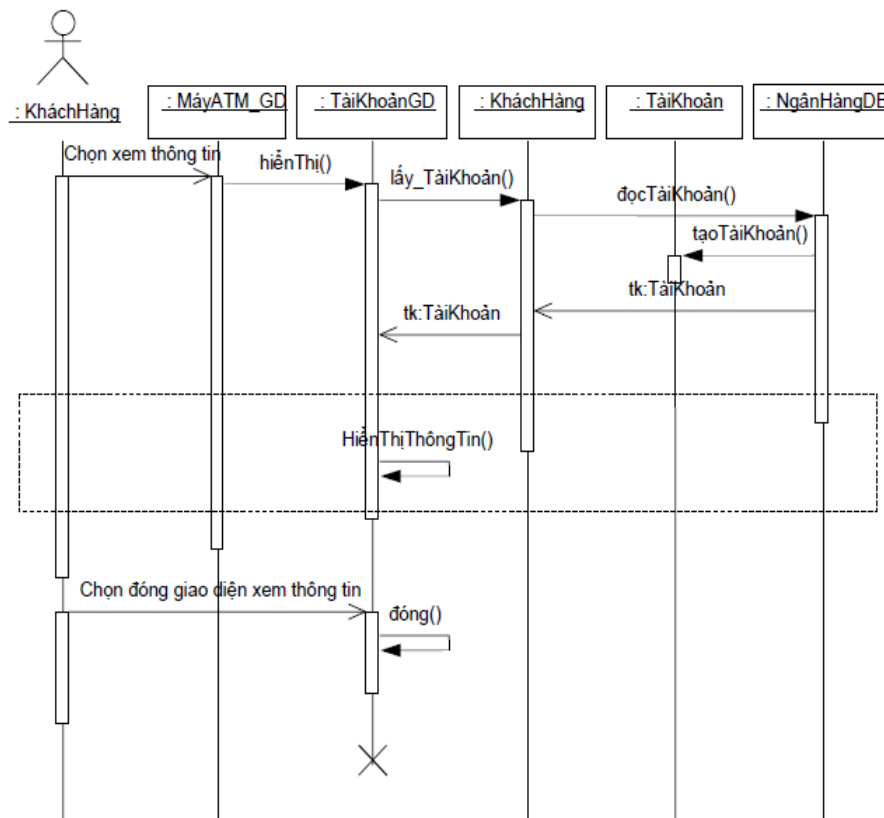 : KháchHàng
: MáyATM_GD
: TàiKhoảnGD
: KháchHàng
: TàiKhoản
: NgânHàngDB
Chọn xem thông tin
hiểnThị()
lấy_TàiKhoản()
đọcTàiKhoản()
tạoTàiKhoản()
tk:TàiKhoản
tk:TàiKhoản
HiểnThịThôngTin()
Chọn đóng giao diện xem thông tin
đóng()